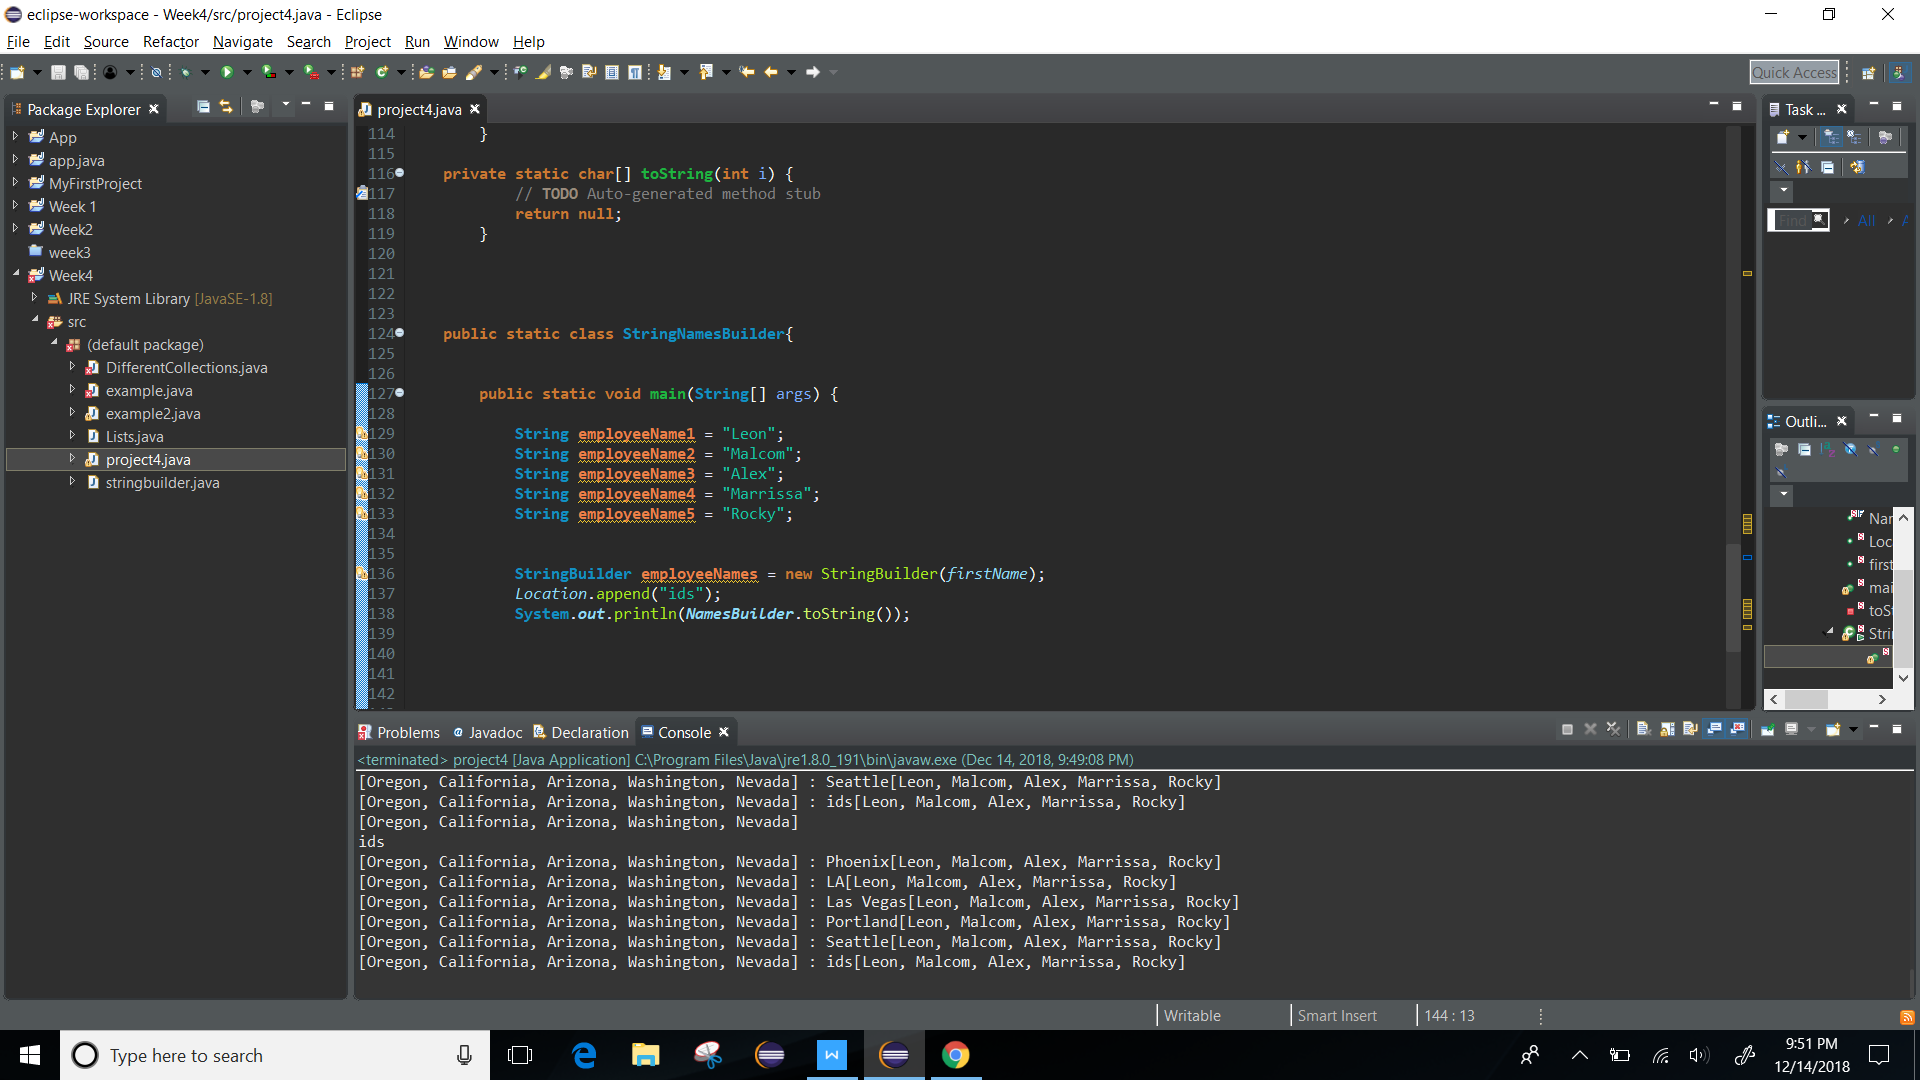 eclipse-workspace - Week4/src/project4.java - Eclipse
File Edit Source Refactor Navigate Search Project Run Window Help
Quick Access
Package Explorer
project4.java
Task ...
App
app.java
MyFirstProject
Week 1
Week2
week3
Week4
JRE System Library [JavaSE-1.8]
src
(default package)
DifferentCollections.java
example.java
example2.java
Lists.java
project4.java
stringbuilder.java
114 }
115
116 private static char[] toString(int i) {
117 // TODO Auto-generated method stub
118 return null;
119 }
120
121
122
123
124 public static class StringNamesBuilder{
125
126
127 public static void main(String[] args) {
128
129 String employeeName1 = "Leon";
130 String employeeName2 = "Malcom";
131 String employeeName3 = "Alex";
132 String employeeName4 = "Marrissa";
133 String employeeName5 = "Rocky";
134
135
136 StringBuilder employeeNames = new StringBuilder(firstName);
137 Location.append("ids");
138 System.out.println(NamesBuilder.toString());
139
140
141
142
Find All A
Outli...
Nar
Loc
first
mai
toSt
Stri
Problems Javadoc Declaration Console
<terminated> project4 [Java Application] C:\Program Files\Java\jre1.8.0_191\bin\javaw.exe (Dec 14, 2018, 9:49:08 PM)
[Oregon, California, Arizona, Washington, Nevada] : Seattle[Leon, Malcom, Alex, Marrissa, Rocky]
[Oregon, California, Arizona, Washington, Nevada] : ids[Leon, Malcom, Alex, Marrissa, Rocky]
[Oregon, California, Arizona, Washington, Nevada]
ids
[Oregon, California, Arizona, Washington, Nevada] : Phoenix[Leon, Malcom, Alex, Marrissa, Rocky]
[Oregon, California, Arizona, Washington, Nevada] : LA[Leon, Malcom, Alex, Marrissa, Rocky]
[Oregon, California, Arizona, Washington, Nevada] : Las Vegas[Leon, Malcom, Alex, Marrissa, Rocky]
[Oregon, California, Arizona, Washington, Nevada] : Portland[Leon, Malcom, Alex, Marrissa, Rocky]
[Oregon, California, Arizona, Washington, Nevada] : Seattle[Leon, Malcom, Alex, Marrissa, Rocky]
[Oregon, California, Arizona, Washington, Nevada] : ids[Leon, Malcom, Alex, Marrissa, Rocky]
Writable Smart Insert 144 : 13
Type here to search
9:51 PM
12/14/2018